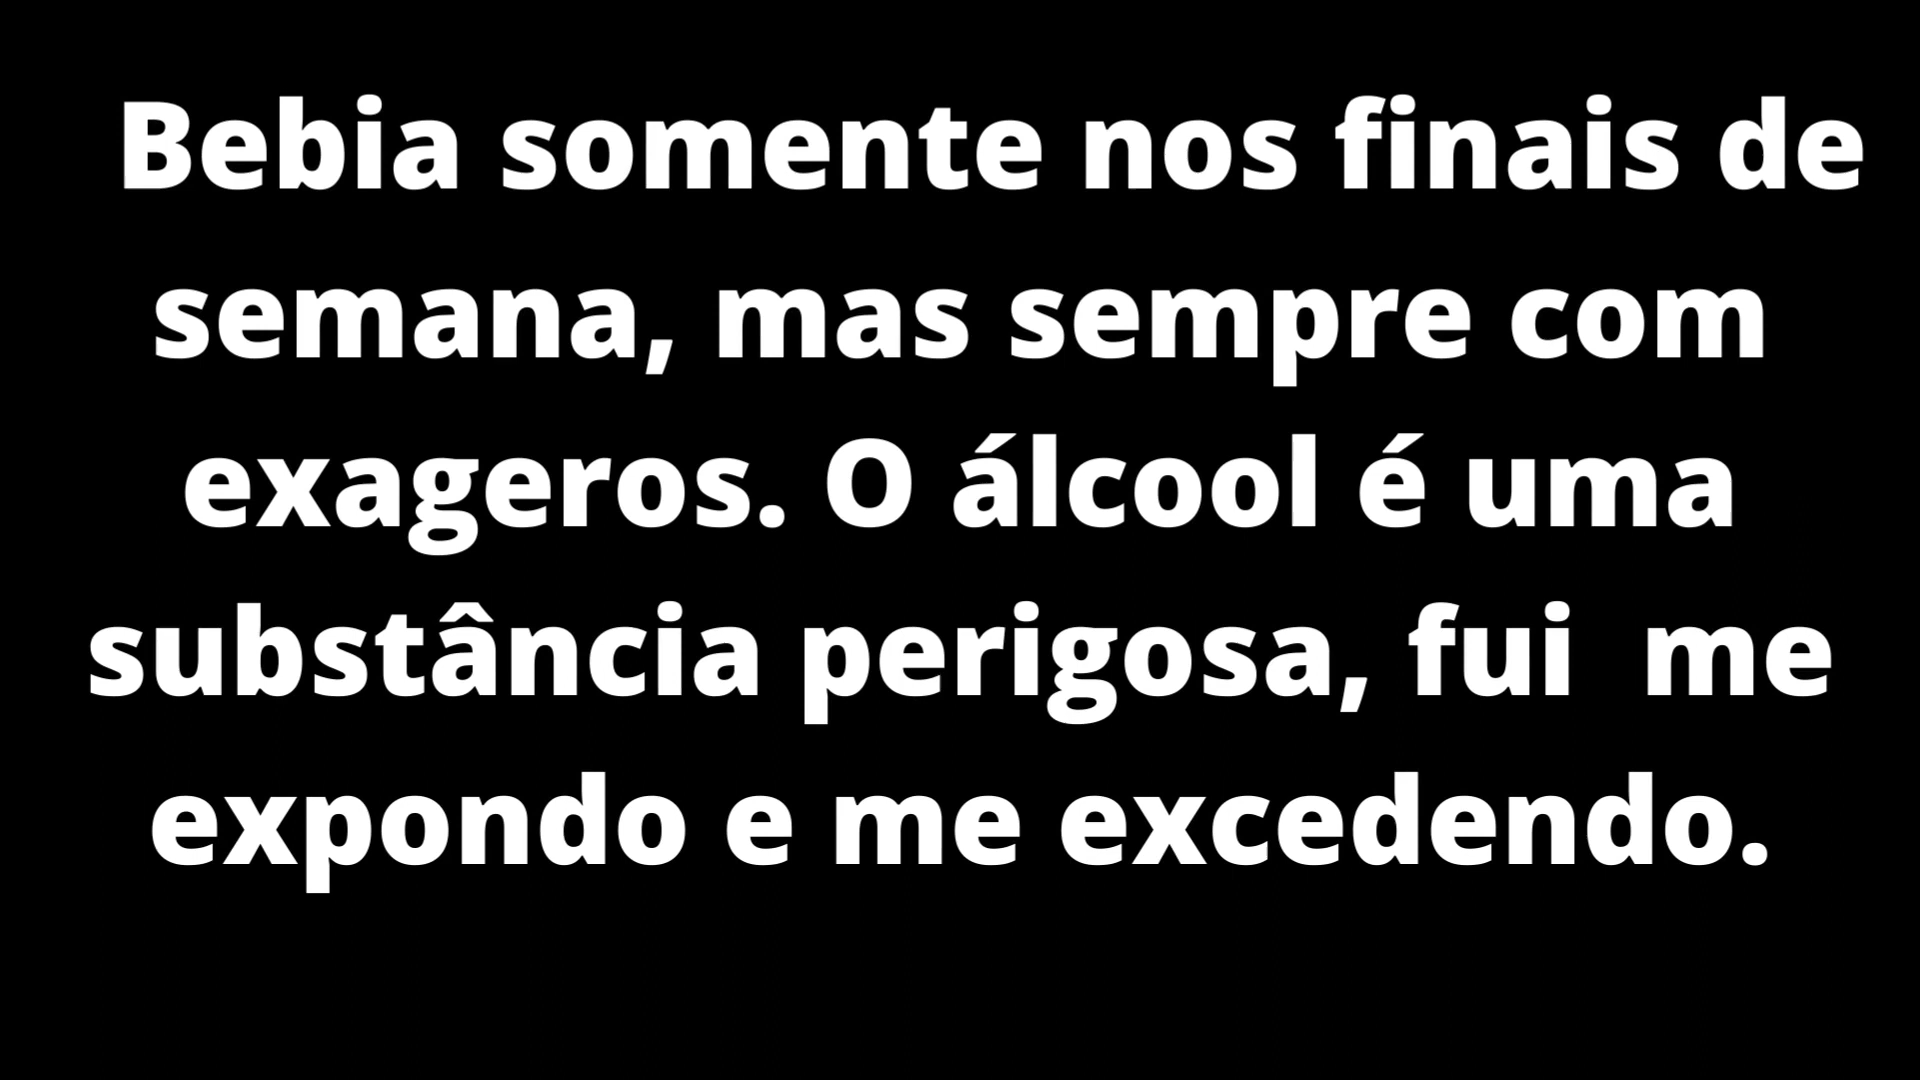 Bebia somente nos finais de
semana, mas sempre com
exageros. O álcool é uma
substância perigosa, fui  me
expondo e me excedendo.